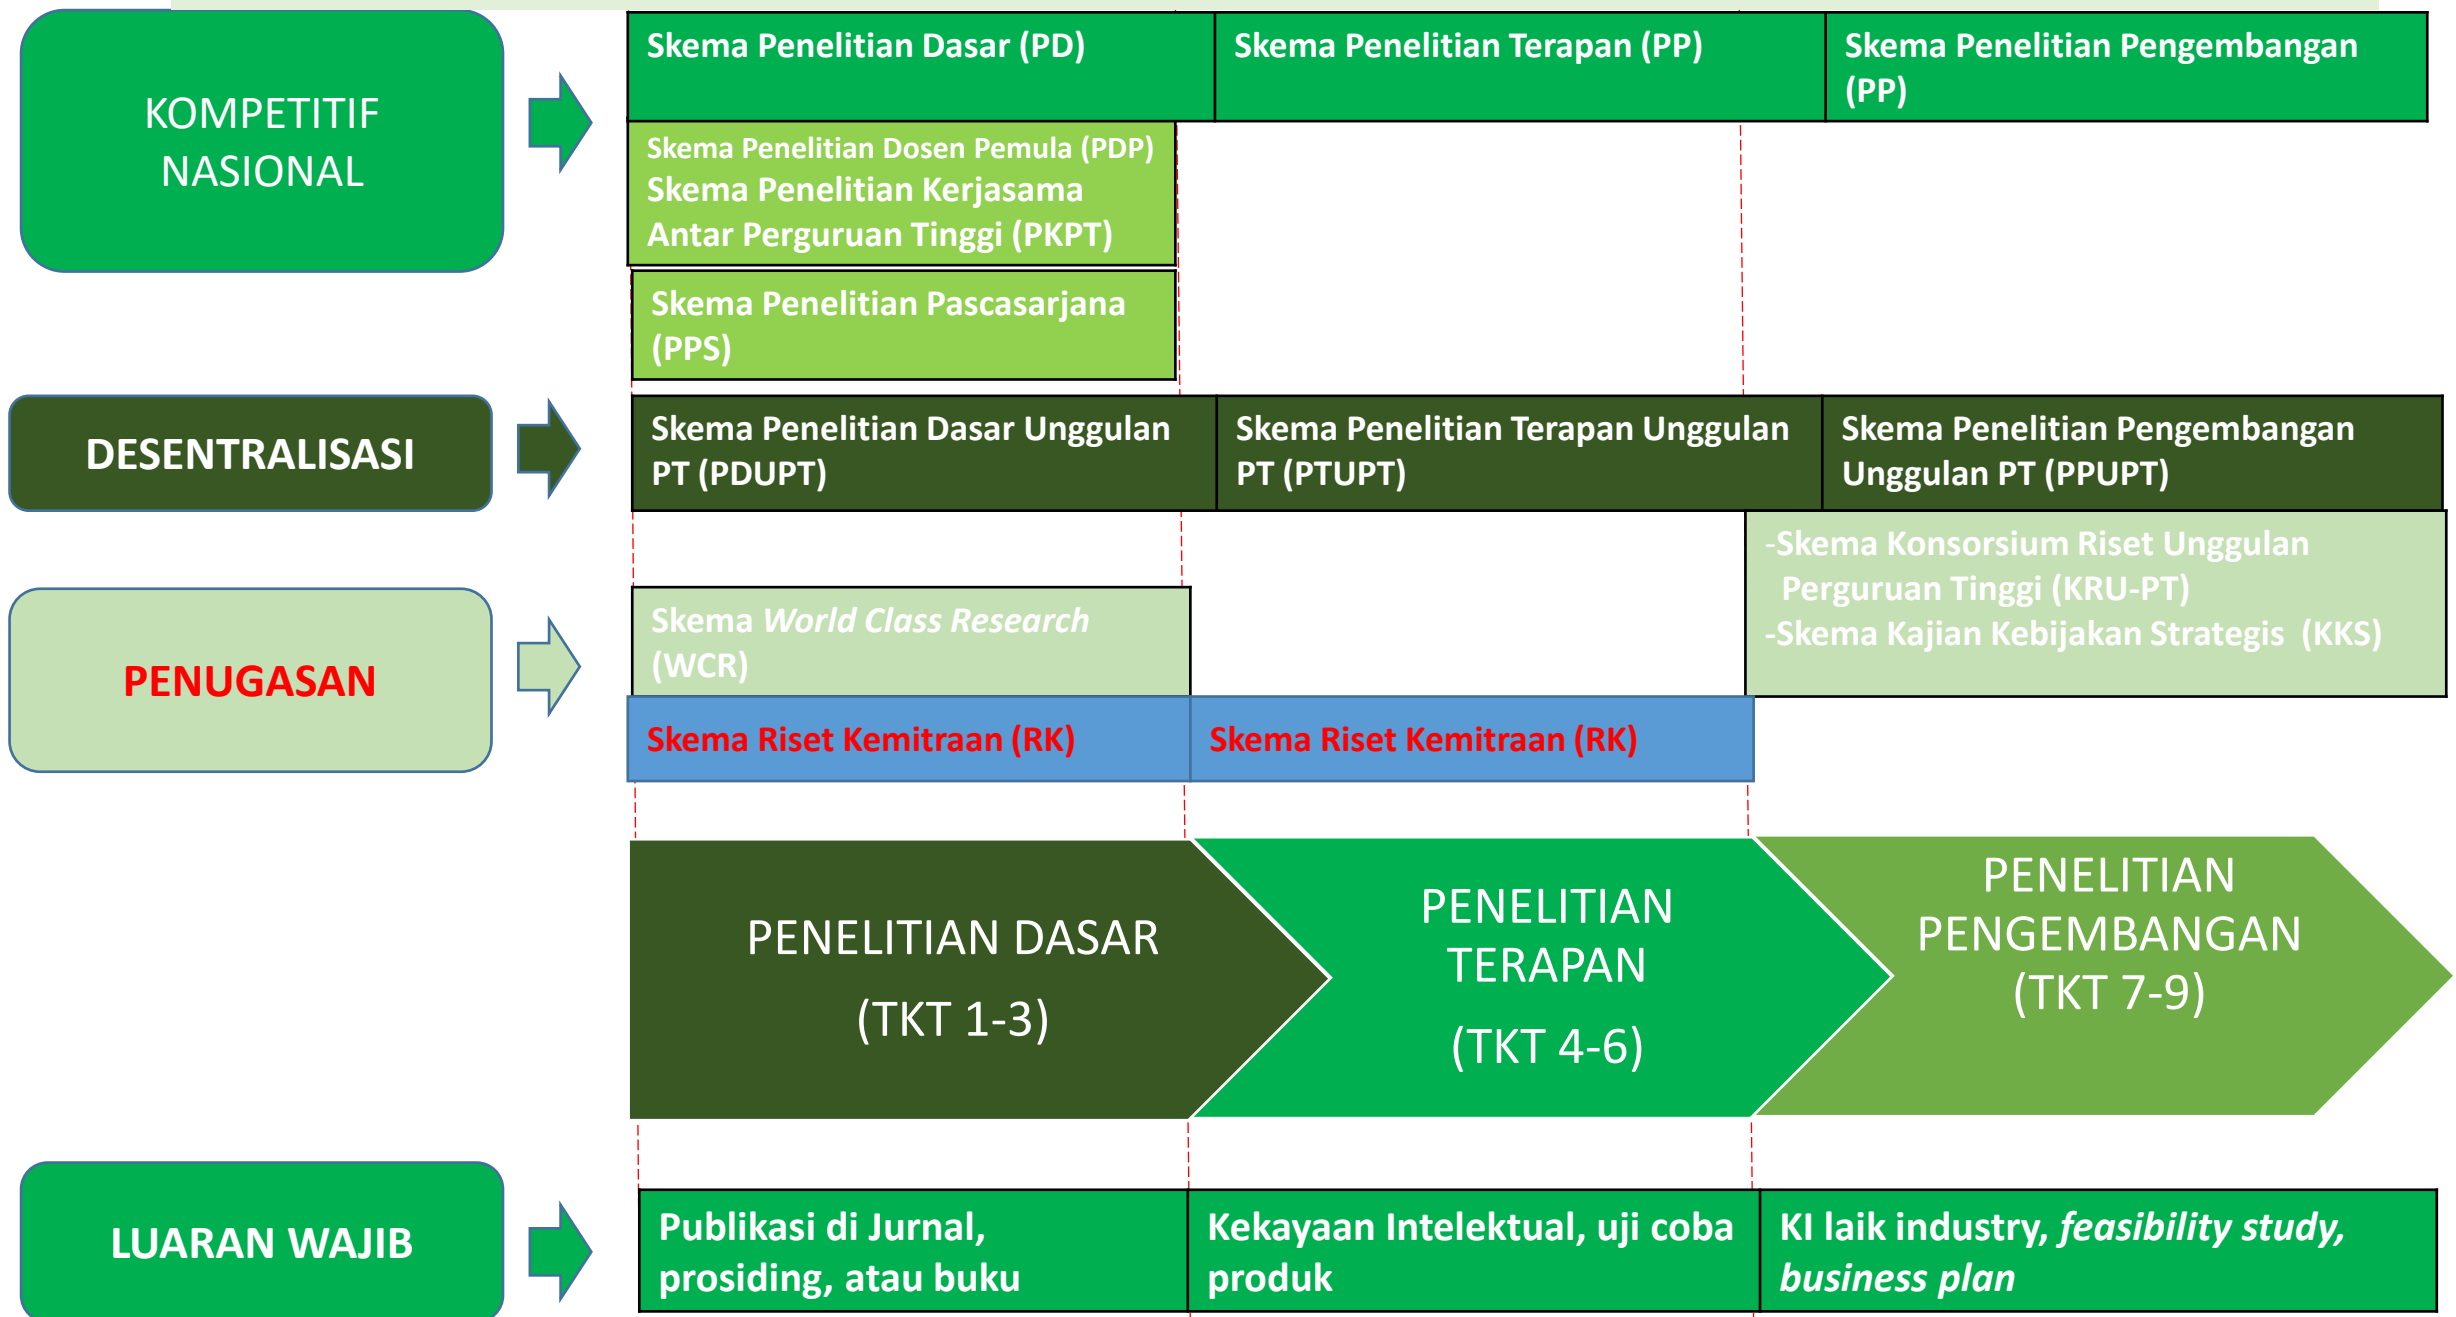 KOMPETITIF
NASIONAL
Skema Penelitian Dasar (PD)
Skema Penelitian Terapan (PP)
Skema Penelitian Pengembangan
(PP)
Skema Penelitian Dosen Pemula (PDP)
Skema Penelitian Kerjasama
Antar Perguruan Tinggi (PKPT)
Skema Penelitian Pascasarjana
(PPS)
DESENTRALISASI
Skema Penelitian Dasar Unggulan
PT (PDUPT)
Skema Penelitian Terapan Unggulan
PT (PTUPT)
Skema Penelitian Pengembangan
Unggulan PT (PPUPT)
PENUGASAN
Skema World Class Research
(WCR)
-Skema Konsorsium Riset Unggulan
Perguruan Tinggi (KRU-PT)
-Skema Kajian Kebijakan Strategis (KKS)
Skema Riset Kemitraan (RK)
Skema Riset Kemitraan (RK)
PENELITIAN DASAR
(TKT 1-3)
PENELITIAN
TERAPAN
(TKT 4-6)
PENELITIAN
PENGEMBANGAN
(TKT 7-9)
LUARAN WAJIB
Publikasi di Jurnal,
prosiding, atau buku
Kekayaan Intelektual, uji coba
produk
KI laik industry, feasibility study,
business plan